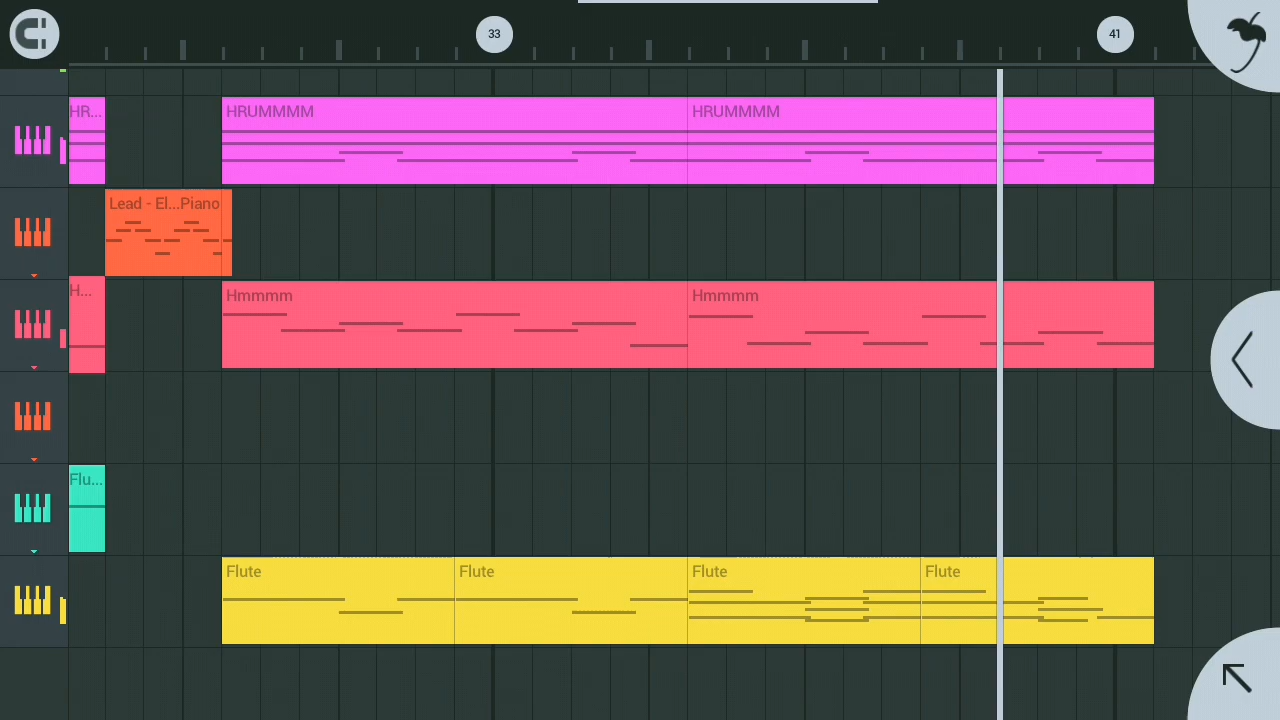 33
41
HR...
HRUMMMM
HRUMMMM
Lead - El...Piano
H...
Hmmmm
Hmmmm
Flu...
Flute
Flute
Flute
Flute